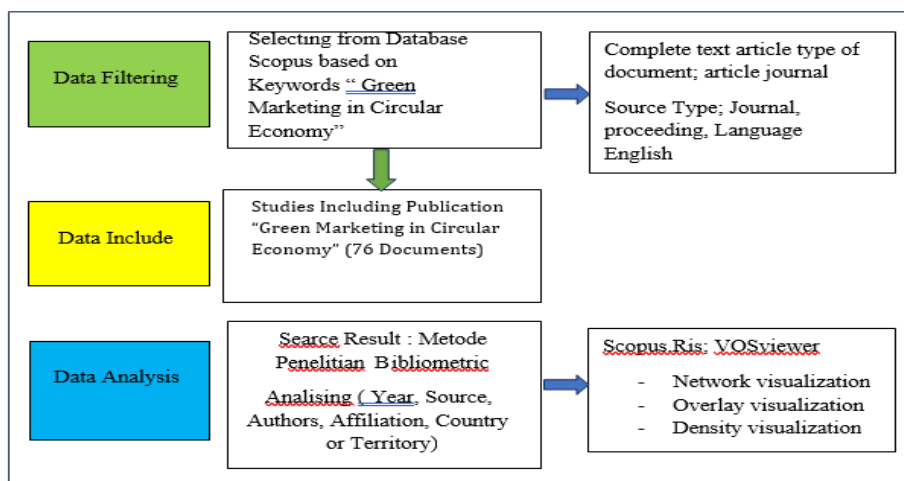 Data Filtering
Selecting from Database
Scopus based on
Keywords “ Green
Marketing in Circular
Economy”
Complete text article type of
document; article journal
Source Type; Journal,
proceeding, Language
English
Data Include
Studies Including Publication
“Green Marketing in Circular
Economy” (76 Documents)
Data Analysis
Searce Result : Metode
Penelitian Bibliometric
Analising ( Year, Source,
Authors, Affiliation, Country
or Territory)
Scopus.Ris; VOSviewer
- Network visualization
- Overlay visualization
- Density visualization